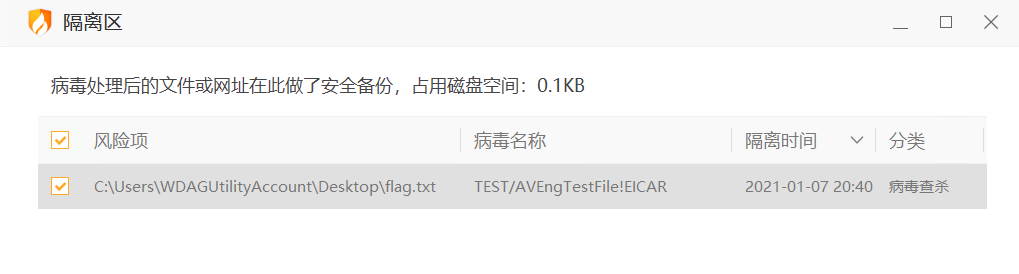 隔离区
病毒处理后的文件或网址在此做了安全备份，占用磁盘空间：0.1KB
风险项 病毒名称 隔离时间 分类
C:\Users\WDAGUtilityAccount\Desktop\flag.txt TEST/AVEngTestFile!EICAR 2021-01-07 20:40 病毒查杀